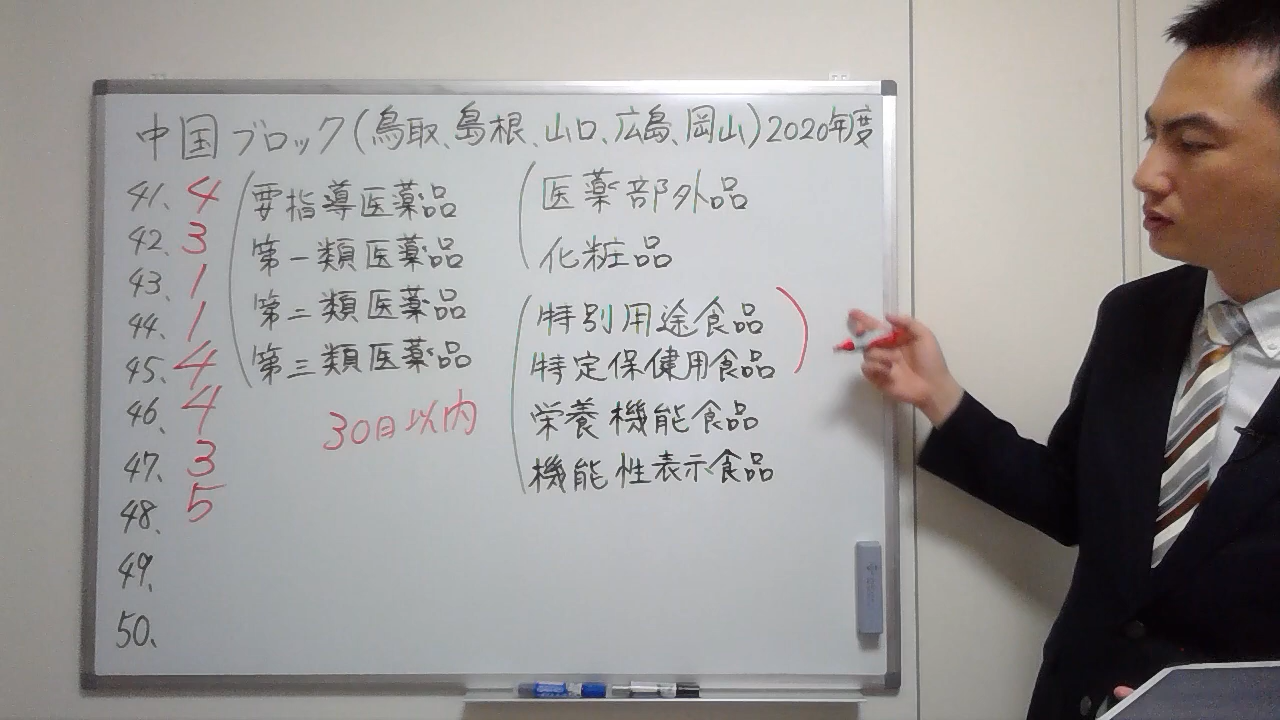 中国ブロック(鳥取、島根、山口、広島、岡山)2020年度
41、4
42、3
43、1
44、1
45、4
46、4
47、3
48、5
49、
50、
要指導医薬品
第一類医薬品
第二類医薬品
第三類医薬品
30日以内
医薬部外品
化粧品
特別用途食品
特定保健用食品
栄養機能食品
機能性表示食品